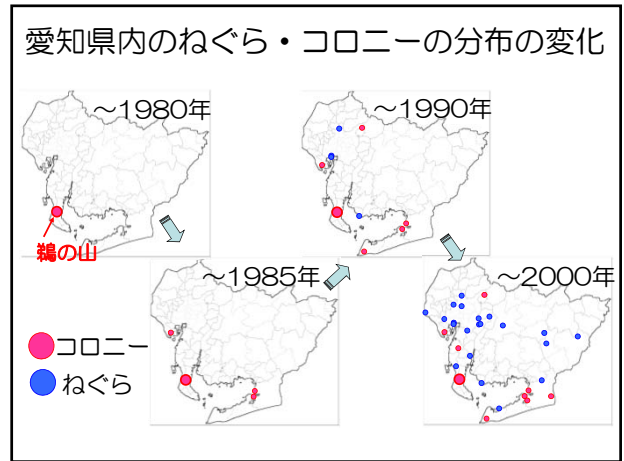 愛知県内のねぐら・コロニーの分布の変化
～1980年
～1990年
鵜の山
～1985年
～2000年
コロニー
ねぐら